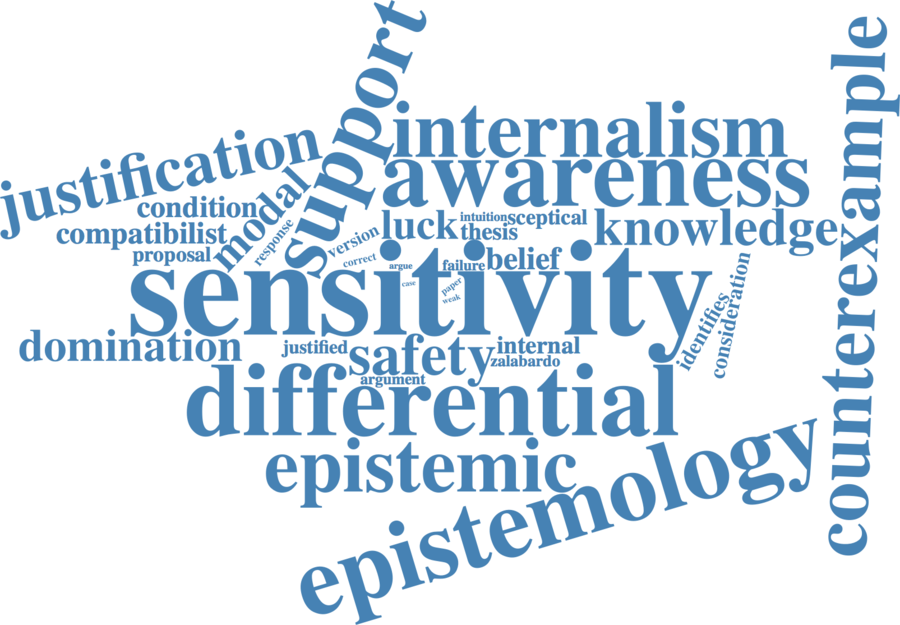 support
counterexample
internalism
justification
awareness
modal
condition
luck
intuition
sceptical
knowledge
compatibilist
response
version
thesis
proposal
correct
argue
failure
belief
sensitivity
case
paper
weak
identifies
consideration
domination
justified
safety
internal
zalabardo
argument
differential
epistemic
epistemology